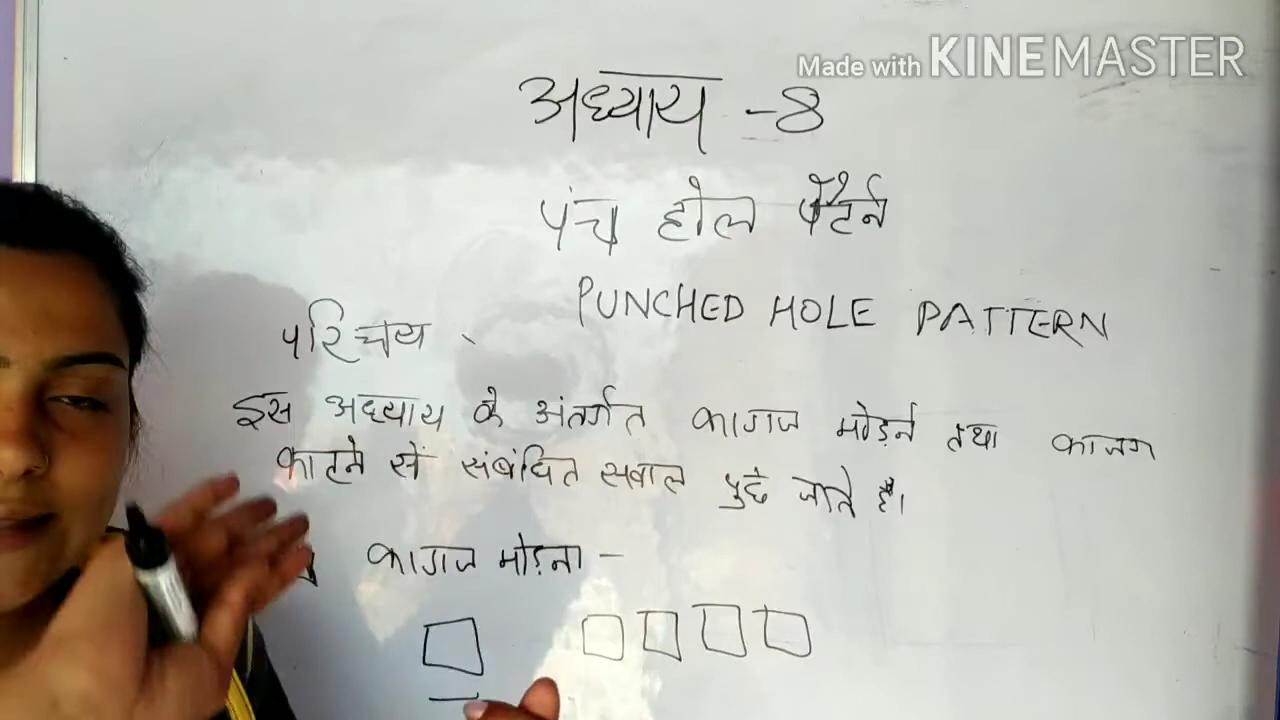 Made with KINEMASTER
अध्याय -8
पंच होल पैटर्न
PUNCHED HOLE PATTERN
परिचय
इस अध्याय के अंतर्गत कागज मोड़ने तथा काजग
काटने सें संबंधित सवाल पुछे जाते है।
कागज मोड़ना -